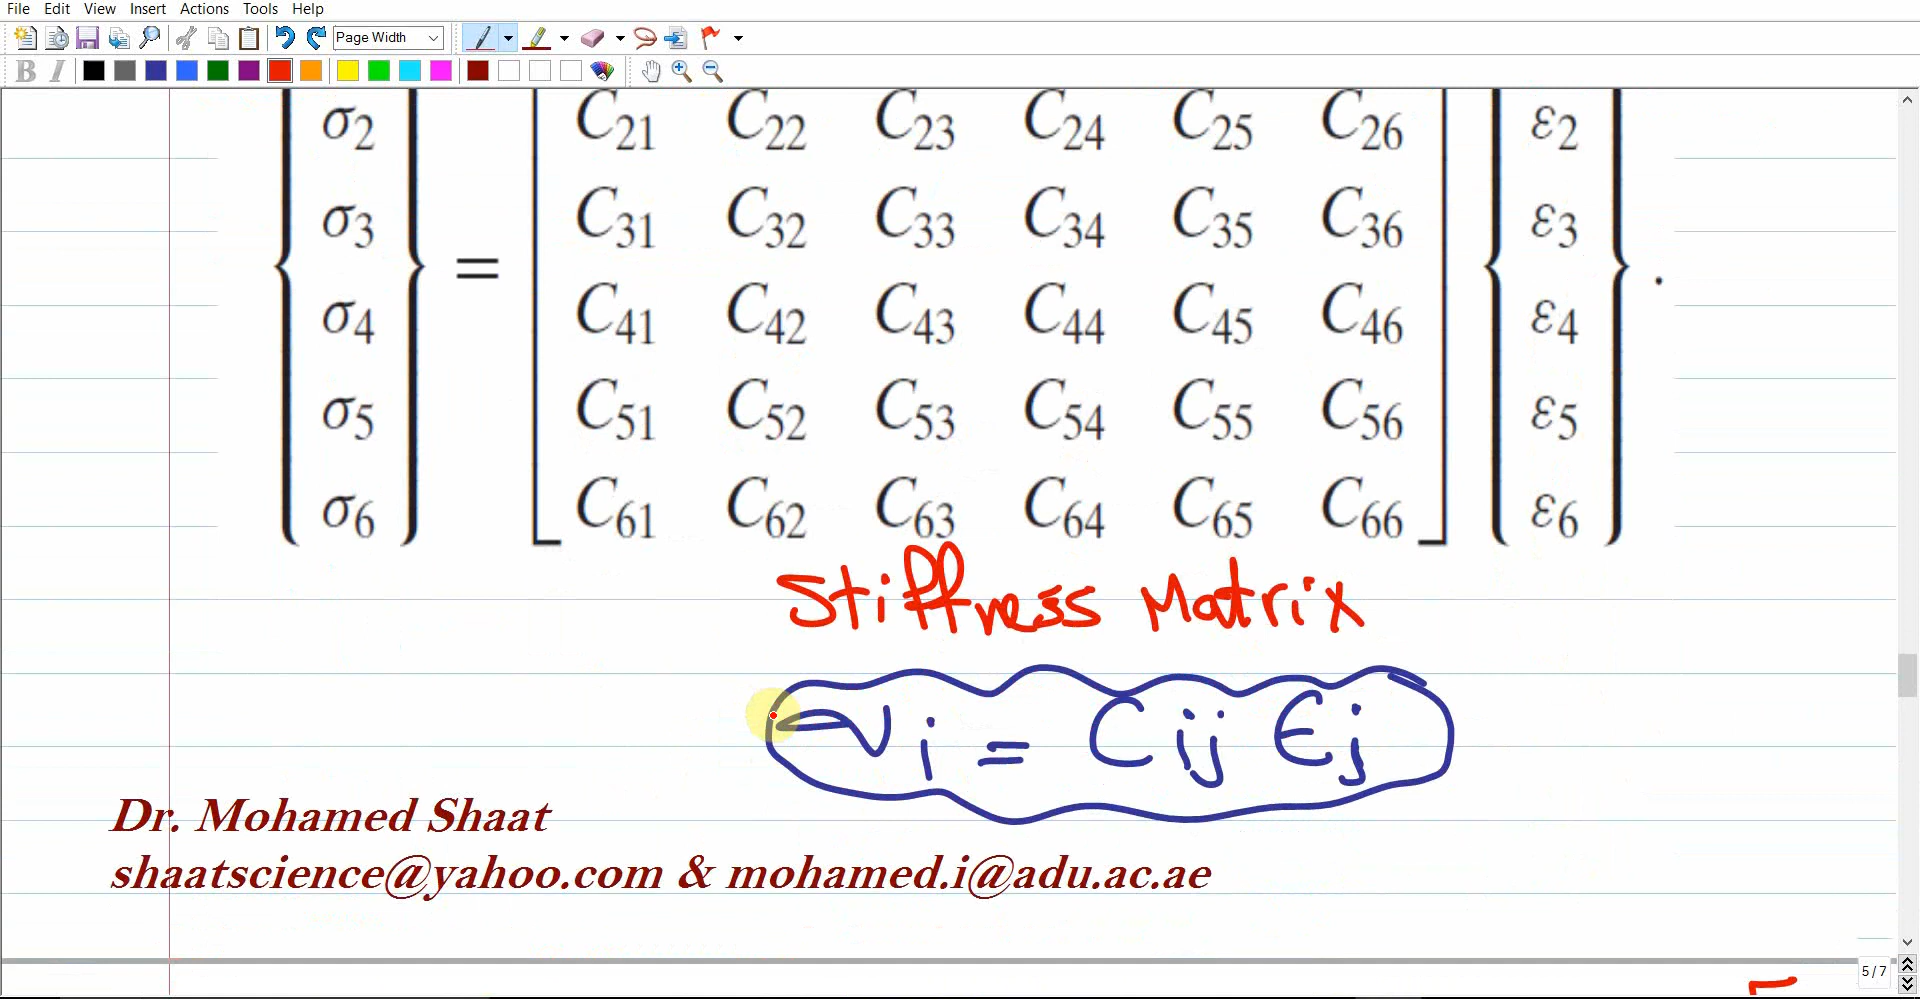 File Edit View Insert Actions Tools Help
Page Width
B I
σ2 C21 C22 C23 C24 C25 C26 ε2
σ3 C31 C32 C33 C34 C35 C36 ε3
= .
σ4 C41 C42 C43 C44 C45 C46 ε4
σ5 C51 C52 C53 C54 C55 C56 ε5
σ6 C61 C62 C63 C64 C65 C66 ε6
Stiffness Matrix
σi = Cij Єj
Dr. Mohamed Shaat
shaatscience@yahoo.com & mohamed.i@adu.ac.ae
5 / 7